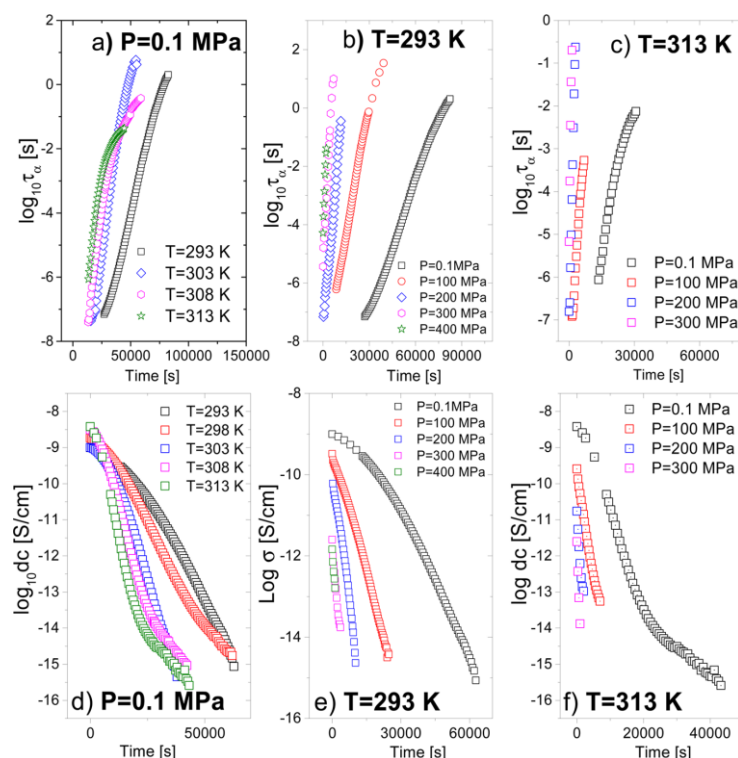 a) P=0.1 MPa
log10τα [s]
2
0
-2
-4
-6
-8
T=293 K
T=303 K
T=308 K
T=313 K
0
50000
100000
150000
Time [s]
b) T=293 K
log10τα [s]
2
0
-2
-4
-6
-8
P=0.1MPa
P=100 MPa
P=200 MPa
P=300 MPa
P=400 MPa
0
30000
60000
90000
Time [s]
c) T=313 K
log10τα [s]
0
-1
-2
-3
-4
-5
-6
-7
P=0.1 MPa
P=100 MPa
P=200 MPa
P=300 MPa
0
30000
60000
Time [s]
log10dc [S/cm]
-8
-9
-10
-11
-12
-13
-14
-15
-16
T=293 K
T=298 K
T=303 K
T=308 K
T=313 K
d) P=0.1 MPa
0
50000
Time [s]
Log σ [S/cm]
-8
-10
-12
-14
-16
P=0.1MPa
P=100 MPa
P=200 MPa
P=300 MPa
P=400 MPa
e) T=293 K
0
30000
60000
Time [s]
log dc [S/cm]
-8
-9
-10
-11
-12
-13
-14
-15
-16
P=0.1 MPa
P=100 MPa
P=200 MPa
P=300 MPa
f) T=313 K
0
20000
40000
Time [s]